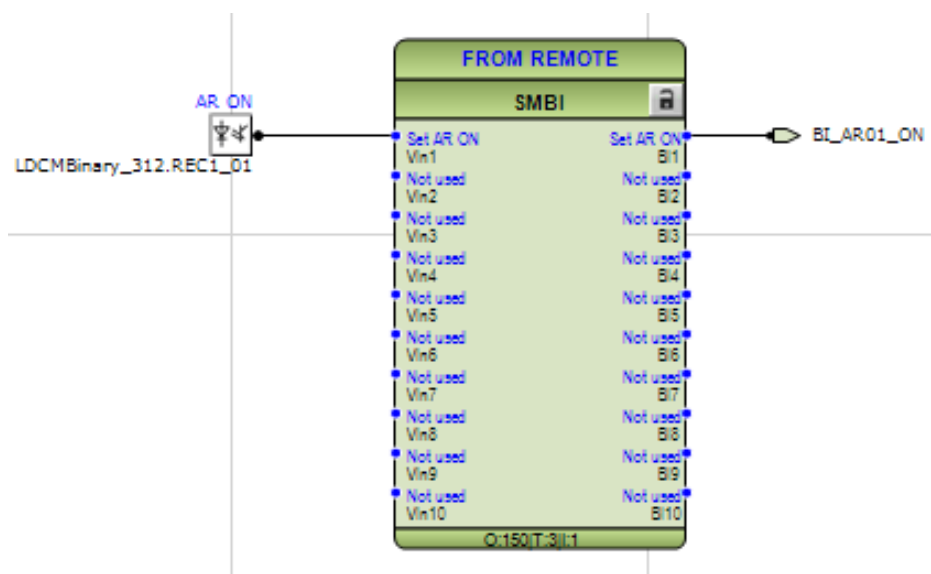 FROM REMOTE
SMBI
AR ON
LDCMBinary_312.REC1_01
Set AR ON Set AR ON
Vin1 BI1
BI_AR01_ON
Not used Not used
Vin2 BI2
Not used Not used
Vin3 BI3
Not used Not used
Vin4 BI4
Not used Not used
Vin5 BI5
Not used Not used
Vin6 BI6
Not used Not used
Vin7 BI7
Not used Not used
Vin8 BI8
Not used Not used
Vin9 BI9
Not used Not used
Vin10 BI10
O:150|T:3|I:1